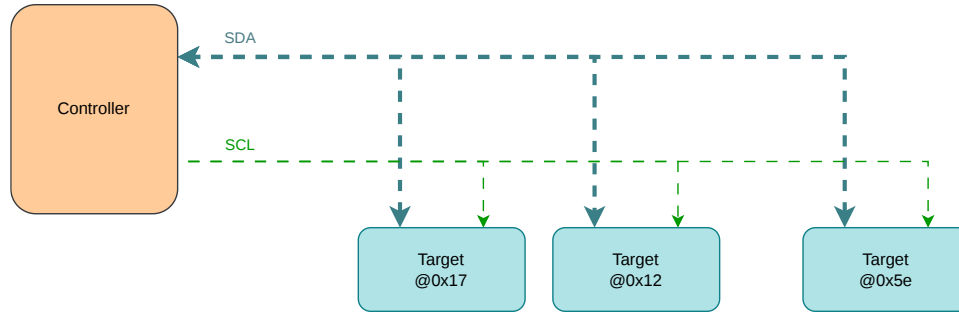 SDA
Controller
SCL
Target
@0x17
Target
@0x12
Target
@0x5e